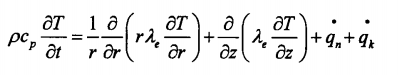 ρc_p ∂T/∂t = 1/r ∂/∂r (rλ_e ∂T/∂r) + ∂/∂z (λ_e ∂T/∂z) + q̇_n + q̇_k